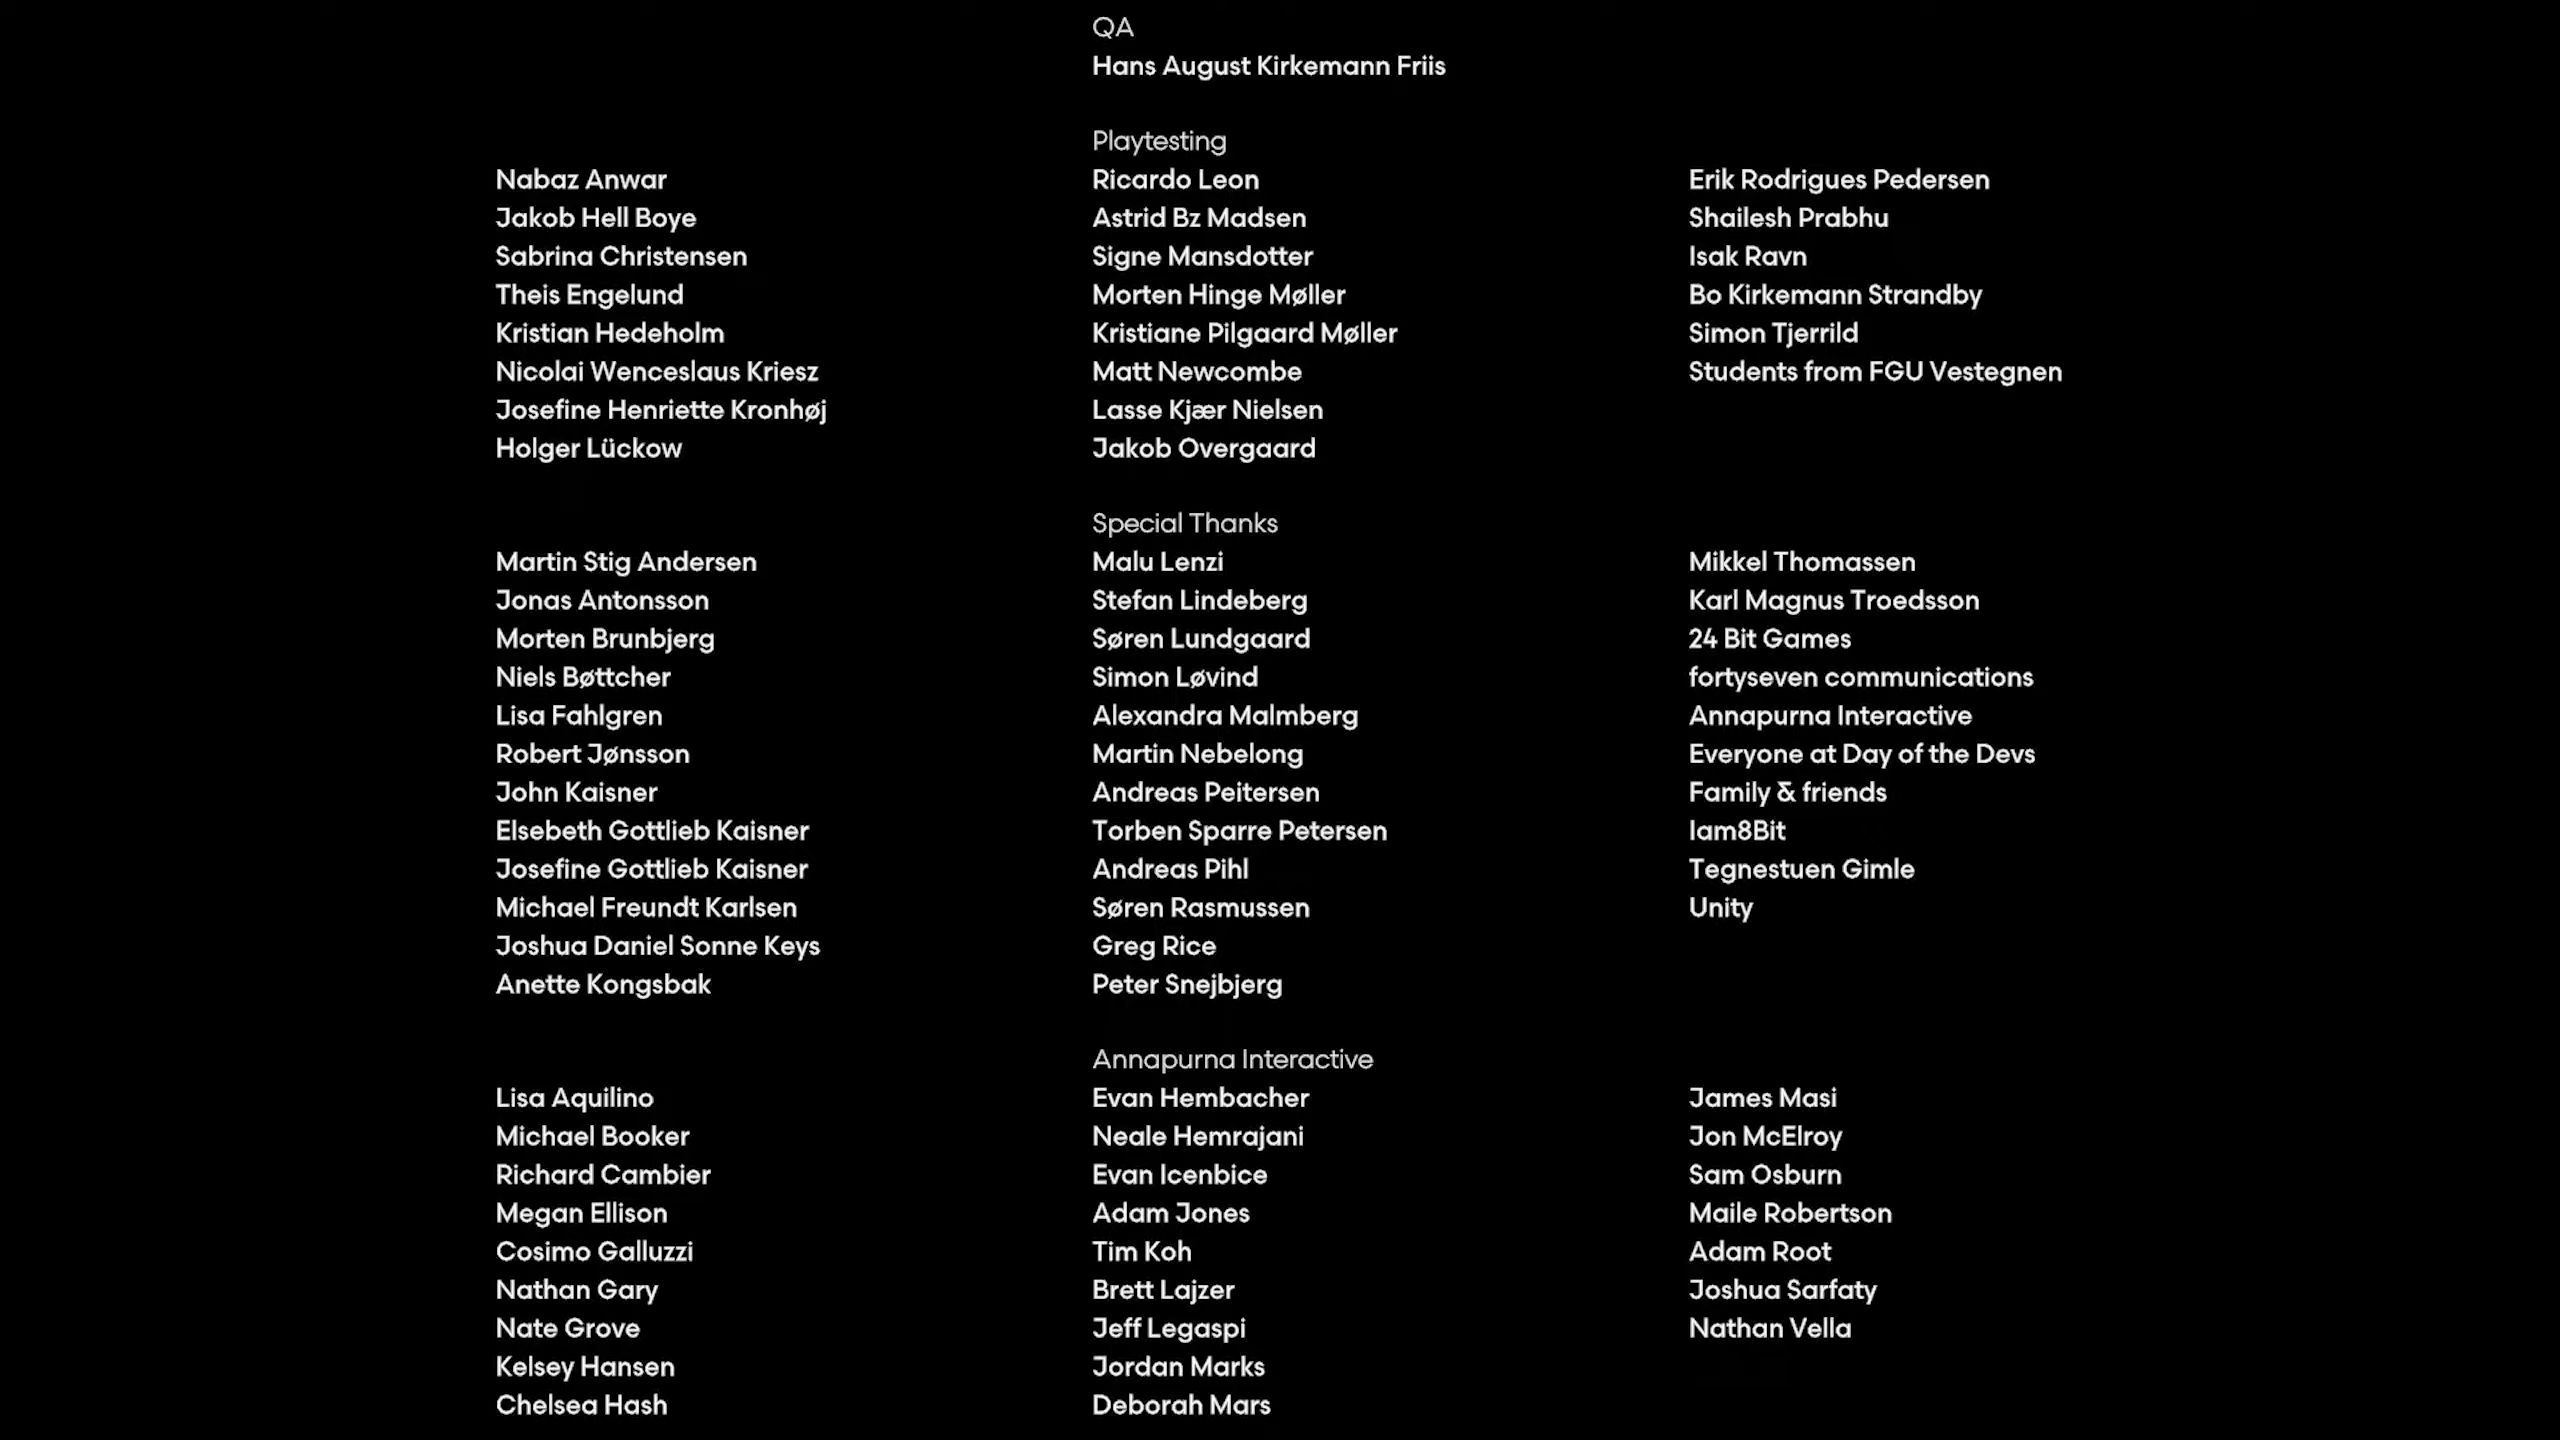 QA
Hans August Kirkemann Friis
Playtesting
Nabaz Anwar
Jakob Hell Boye
Sabrina Christensen
Theis Engelund
Kristian Hedeholm
Nicolai Wenceslaus Kriesz
Josefine Henriette Kronhøj
Holger Lückow
Ricardo Leon
Astrid Bz Madsen
Signe Mansdotter
Morten Hinge Møller
Kristiane Pilgaard Møller
Matt Newcombe
Lasse Kjær Nielsen
Jakob Overgaard
Erik Rodrigues Pedersen
Shailesh Prabhu
Isak Ravn
Bo Kirkemann Strandby
Simon Tjerrild
Students from FGU Vestegnen
Special Thanks
Martin Stig Andersen
Jonas Antonsson
Morten Brunbjerg
Niels Bøttcher
Lisa Fahlgren
Robert Jønsson
John Kaisner
Elsebeth Gottlieb Kaisner
Josefine Gottlieb Kaisner
Michael Freundt Karlsen
Joshua Daniel Sonne Keys
Anette Kongsbak
Malu Lenzi
Stefan Lindeberg
Søren Lundgaard
Simon Løvind
Alexandra Malmberg
Martin Nebelong
Andreas Peitersen
Torben Sparre Petersen
Andreas Pihl
Søren Rasmussen
Greg Rice
Peter Snejbjerg
Mikkel Thomassen
Karl Magnus Troedsson
24 Bit Games
fortyseven communications
Annapurna Interactive
Everyone at Day of the Devs
Family & friends
Iam8Bit
Tegnestuen Gimle
Unity
Annapurna Interactive
Lisa Aquilino
Michael Booker
Richard Cambier
Megan Ellison
Cosimo Galluzzi
Nathan Gary
Nate Grove
Kelsey Hansen
Chelsea Hash
Evan Hembacher
Neale Hemrajani
Evan Icenbice
Adam Jones
Tim Koh
Brett Lajzer
Jeff Legaspi
Jordan Marks
Deborah Mars
James Masi
Jon McElroy
Sam Osburn
Maile Robertson
Adam Root
Joshua Sarfaty
Nathan Vella